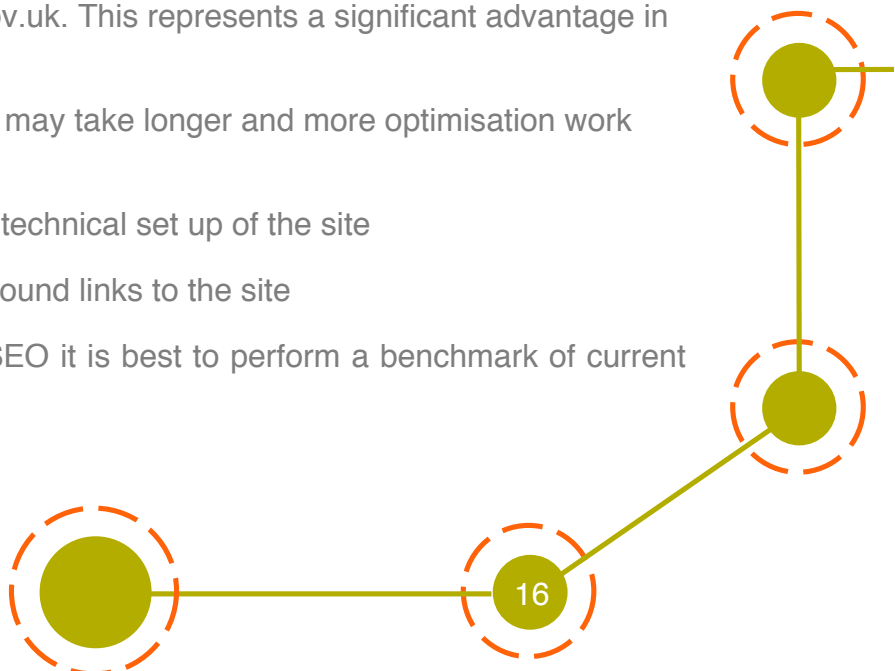 ov.uk. This represents a significant advantage in
may take longer and more optimisation work
technical set up of the site
ound links to the site
SEO it is best to perform a benchmark of current
16